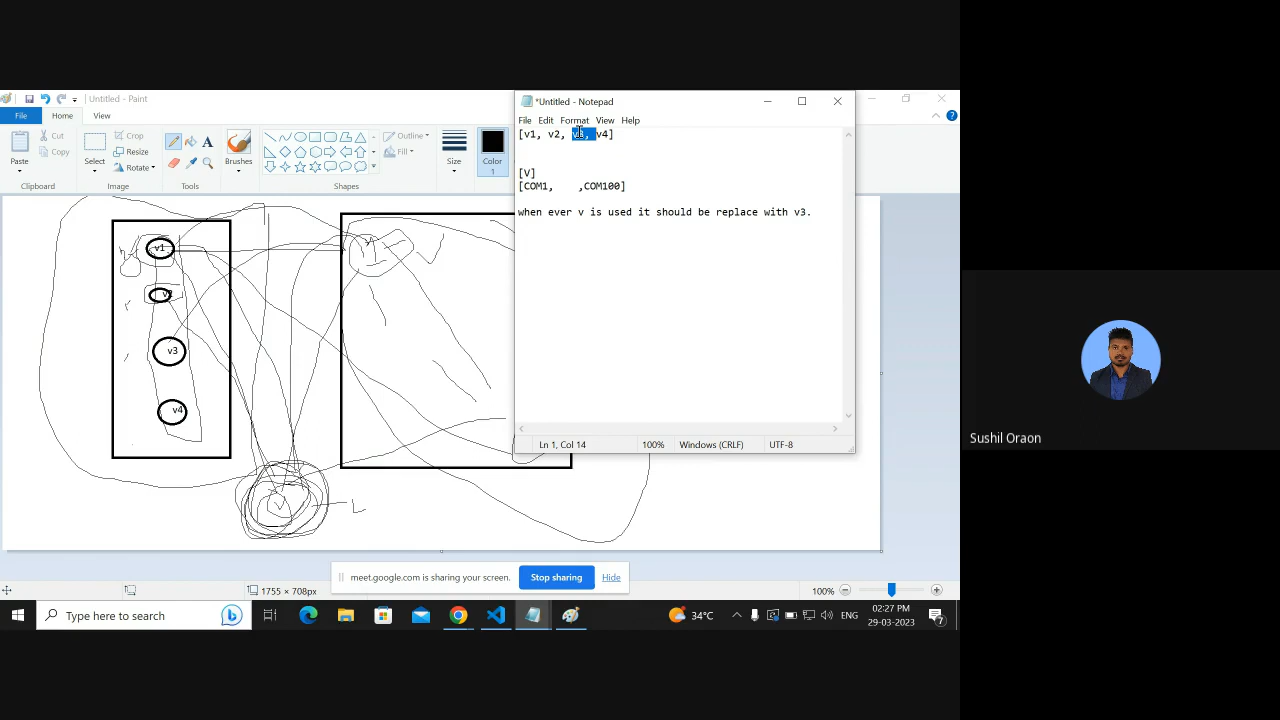 Untitled - Paint
File Home View
Cut
Copy
Paste
Clipboard
Crop
Resize
Rotate
Select
Image
Tools
Brushes
Shapes
Outline
Fill
Size
Color
1
*Untitled - Notepad
File Edit Format View Help
[v1, v2, v3, v4]
[V]
[COM1, ,COM100]
when ever v is used it should be replace with v3.
Ln 1, Col 14 100% Windows (CRLF) UTF-8
v1
v2
v3
v4
V
L
meet.google.com is sharing your screen. Stop sharing Hide
1755 × 708px
100%
Type here to search
34°C
ENG
02:27 PM
29-03-2023
7
Sushil Oraon